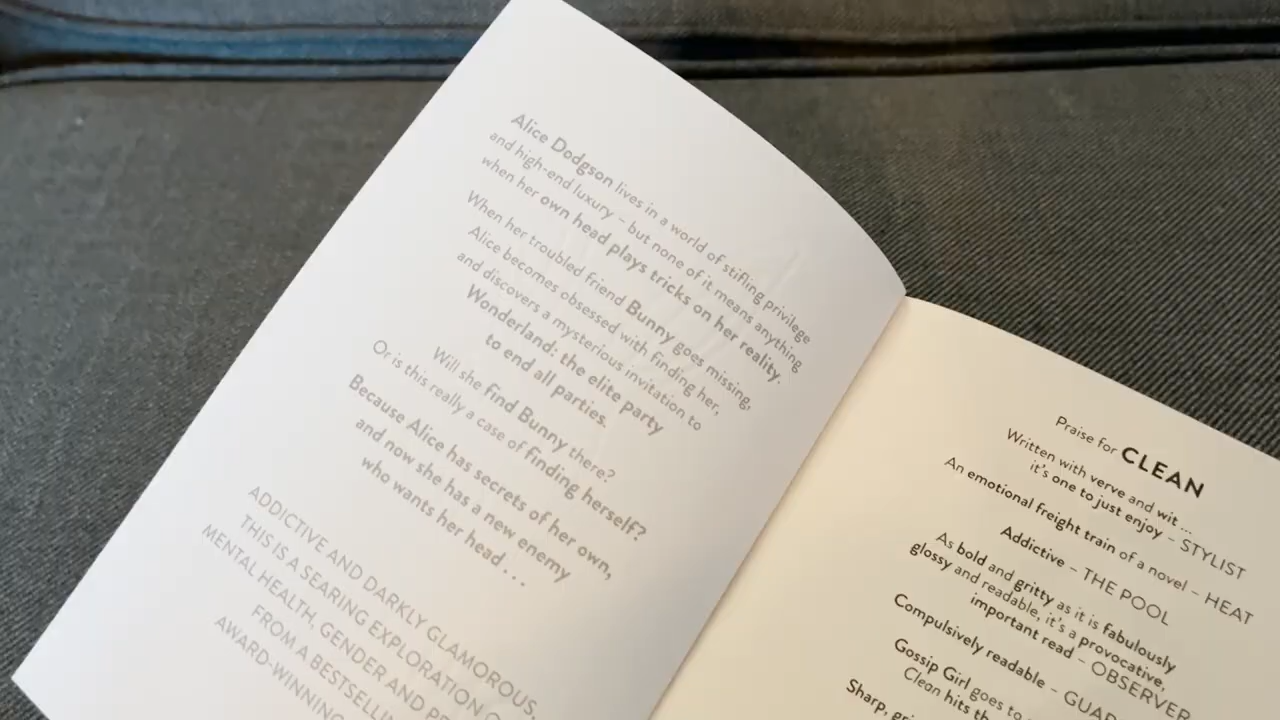 Alice Dodgson lives in a world of stifling privilege
and high-end luxury – but none of it means anything
when her own head plays tricks on her reality.
When her troubled friend Bunny goes missing,
Alice becomes obsessed with finding her,
and discovers a mysterious invitation to
Wonderland: the elite party
to end all parties.
Will she find Bunny there?
Or is this really a case of finding herself?
Because Alice has secrets of her own,
and now she has a new enemy
who wants her head ...
ADDICTIVE AND DARKLY GLAMOROUS,
THIS IS A SEARING EXPLORATION
MENTAL HEALTH, GENDER AND
FROM A
AWARD-WINNING
Praise for CLEAN
Written with verve and wit ...
it's one to just enjoy – STYLIST
An emotional freight train of a novel – HEAT
Addictive – THE POOL
As bold and gritty as it is fabulously
glossy and readable, it's a provocative,
important read – OBSERVER
Compulsively readable –
Gossip Girl goes to
Clean hits
Sharp,